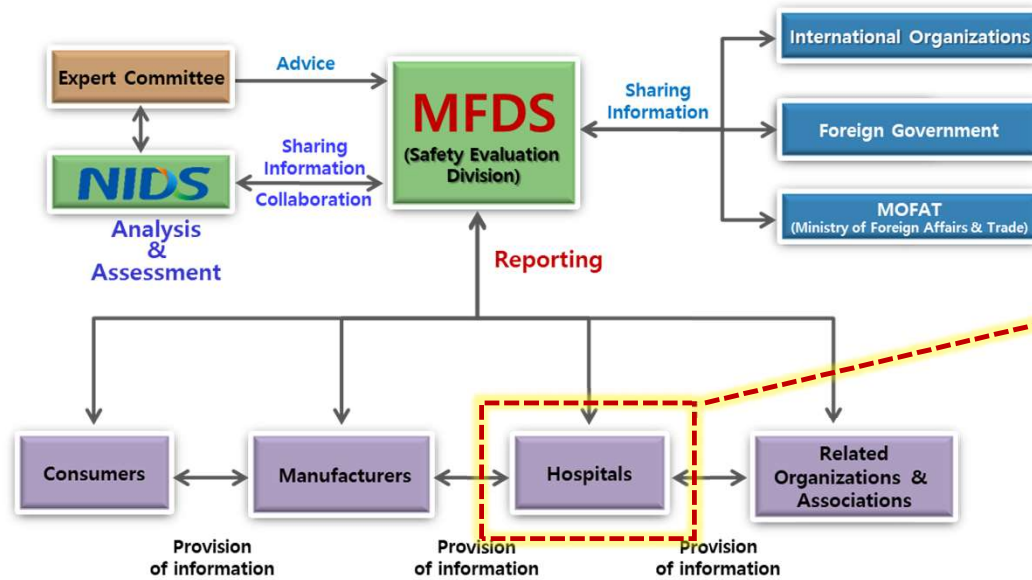 Expert Committee
Advice
MFDS
(Safety Evaluation
Division)
International Organizations
Sharing
Information
Foreign Government
NIDS
Sharing
Information
Collaboration
MOFAT
(Ministry of Foreign Affairs & Trade)
Analysis
&
Assessment
Reporting
Consumers
Manufacturers
Hospitals
Related
Organizations &
Associations
Provision
of information
Provision
of information
Provision
of information